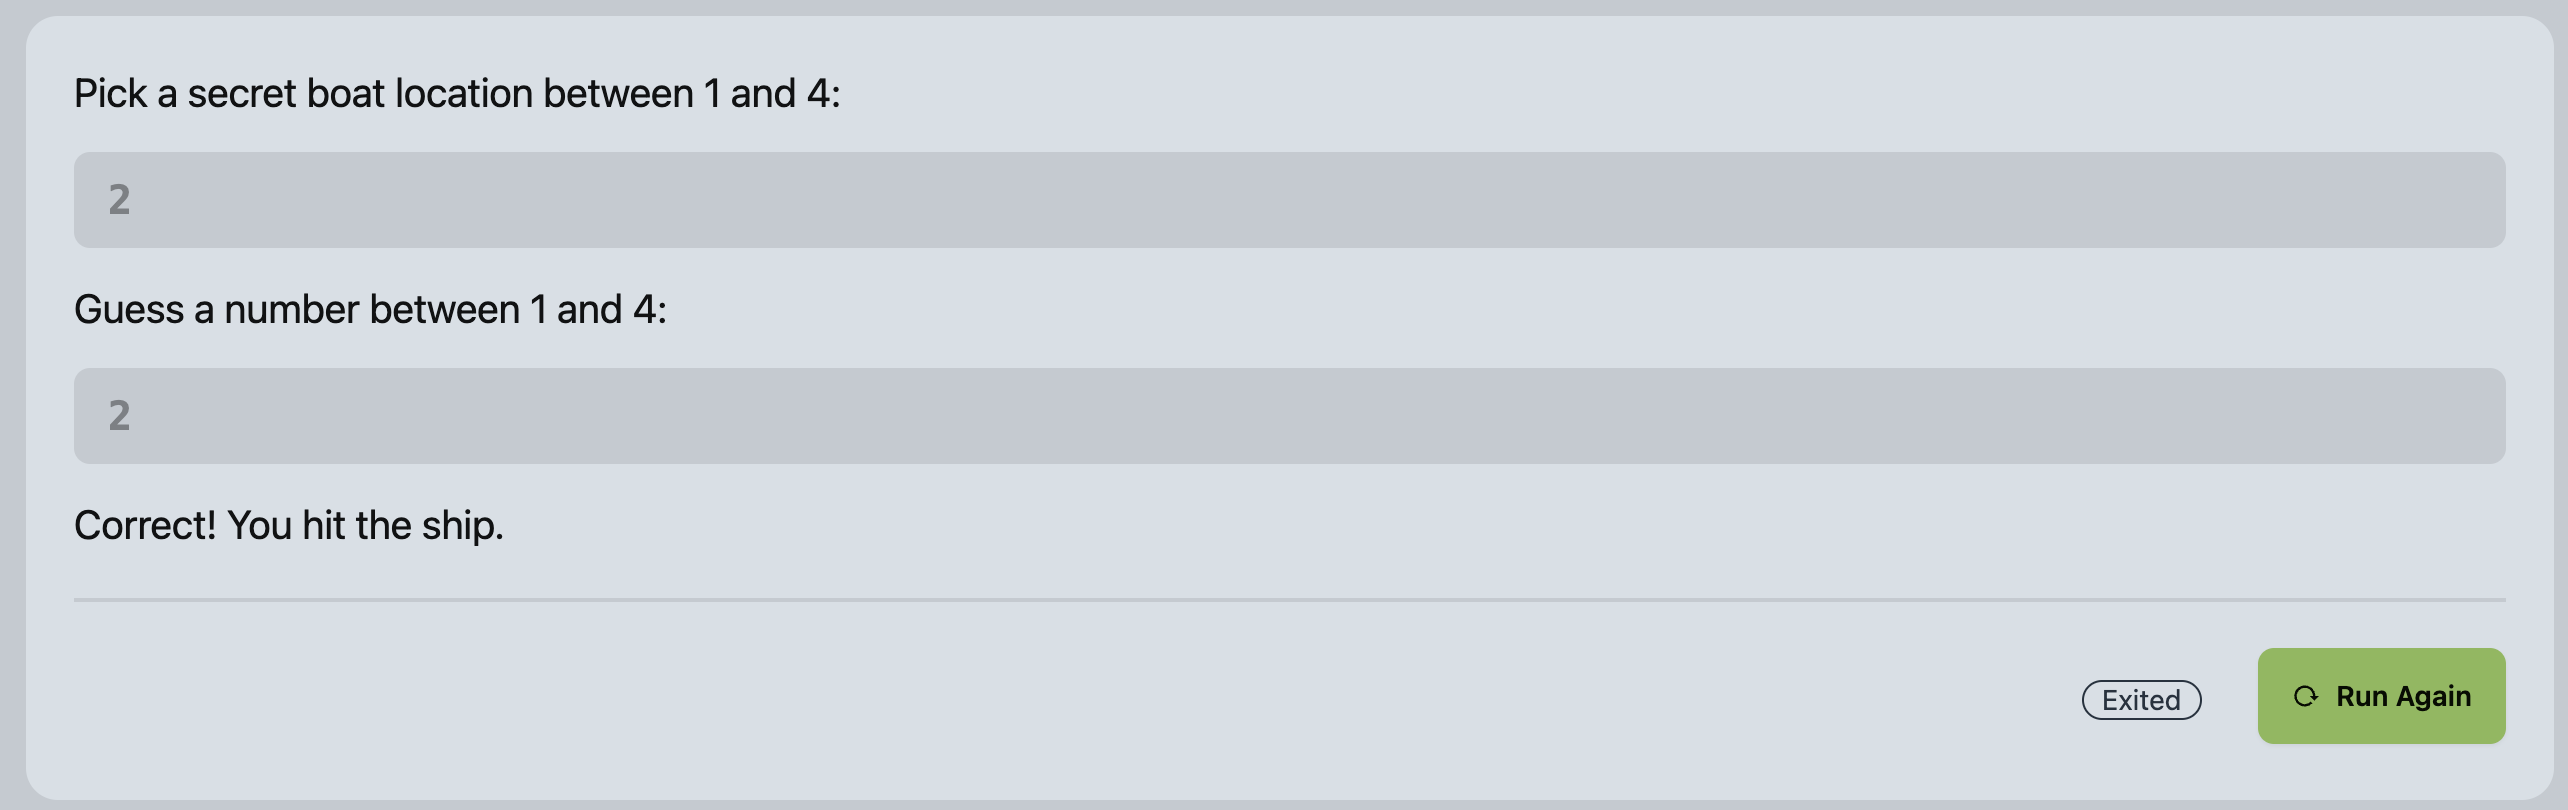 Pick a secret boat location between 1 and 4:
2
Guess a number between 1 and 4:
2
Correct! You hit the ship.
Exited
Run Again